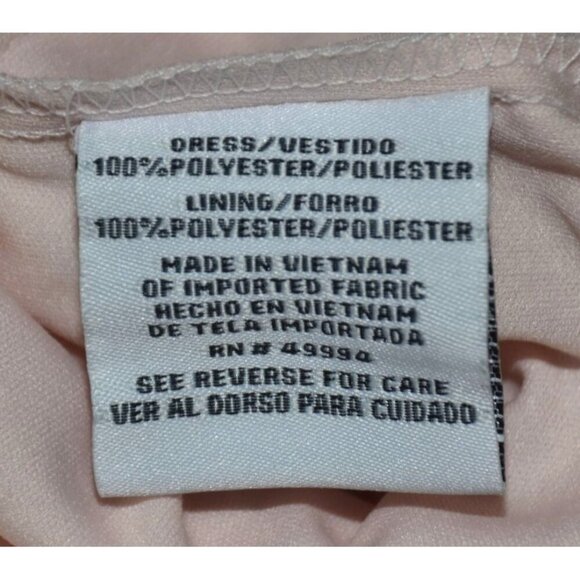 DRESS/VESTIDO
100%POLYESTER/POLIESTER
LINING/FORRO
100%POLYESTER/POLIESTER
MADE IN VIETNAM
OF IMPORTED FABRIC
HECHO EN VIETNAM
DE TELA IMPORTADA
RN# 49994
SEE REVERSE FOR CARE
VER AL DORSO PARA CUIDADO